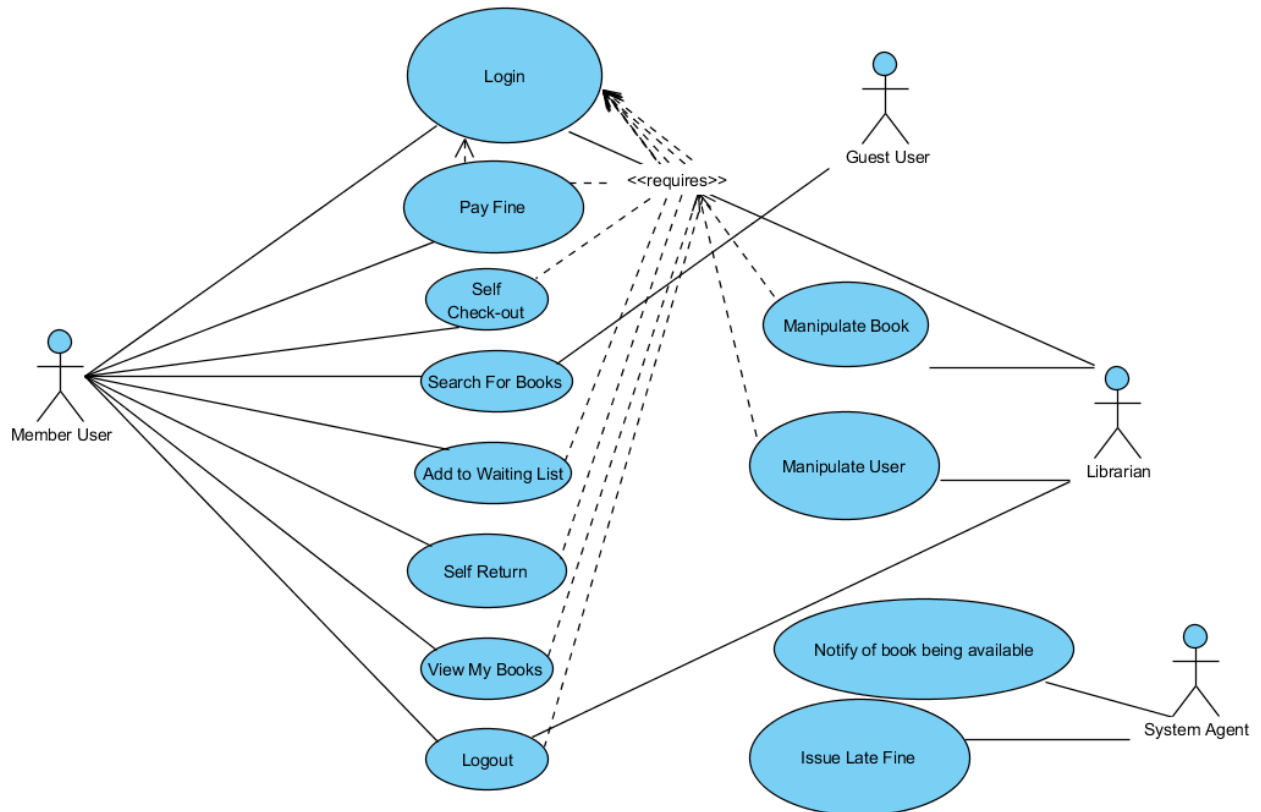 Login
Guest User
<<requires>>
Pay Fine
Self
Check-out
Manipulate Book
Search For Books
Member User
Add to Waiting List
Manipulate User
Librarian
Self Return
Notify of book being available
View My Books
System Agent
Logout
Issue Late Fine